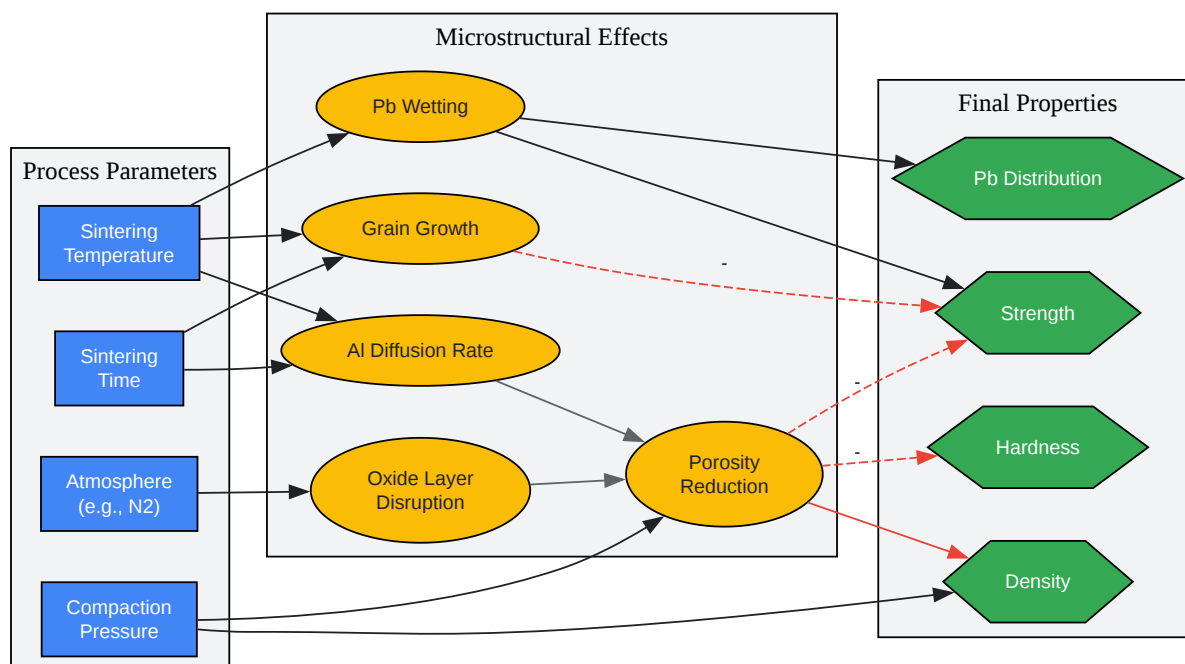 Process Parameters
Sintering
Temperature
Sintering
Time
Atmosphere
(e.g., N2)
Compaction
Pressure
Microstructural Effects
Pb Wetting
Grain Growth
Al Diffusion Rate
Oxide Layer
Disruption
Porosity
Reduction
-
-
-
Final Properties
Pb Distribution
Strength
Hardness
Density